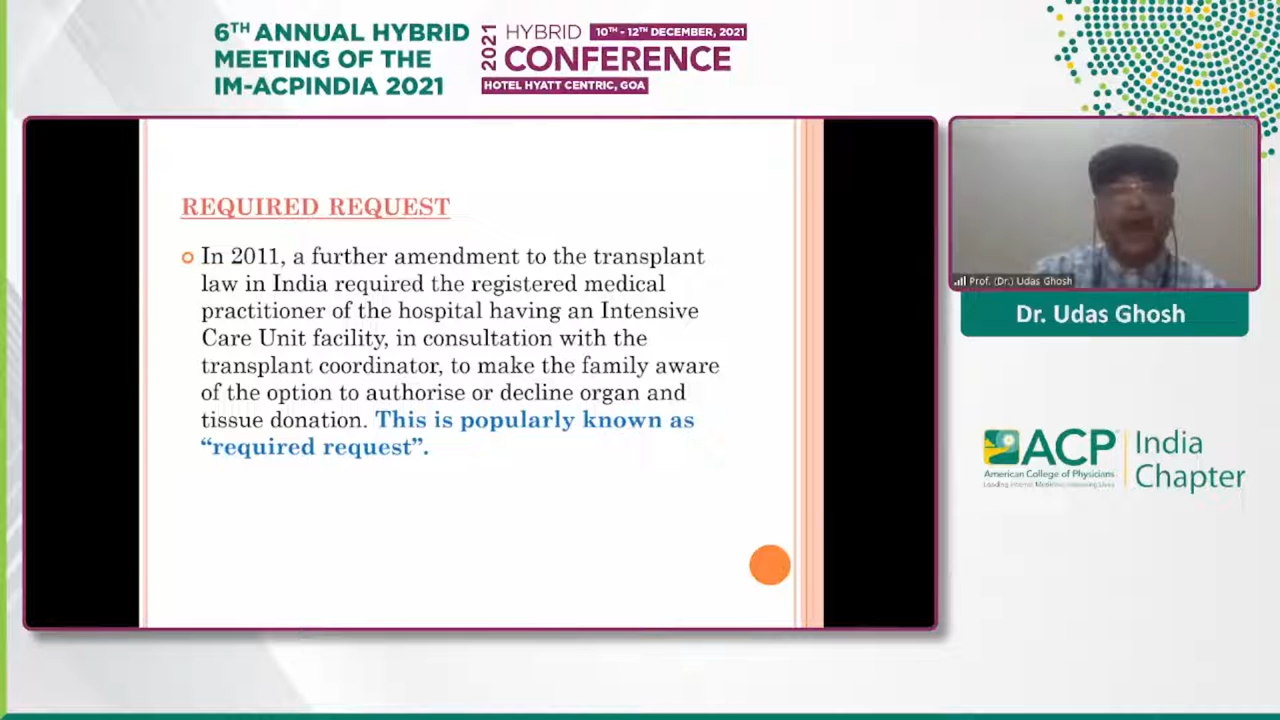 6TH ANNUAL HYBRID
MEETING OF THE
IM-ACPINDIA 2021
2021
HYBRID 10TH - 12TH DECEMBER, 2021
CONFERENCE
HOTEL HYATT CENTRIC, GOA
REQUIRED REQUEST
In 2011, a further amendment to the transplant
law in India required the registered medical
practitioner of the hospital having an Intensive
Care Unit facility, in consultation with the
transplant coordinator, to make the family aware
of the option to authorise or decline organ and
tissue donation. This is popularly known as
“required request”.
Prof. (Dr.) Udas Ghosh
Dr. Udas Ghosh
ACP
American College of Physicians
India
Chapter